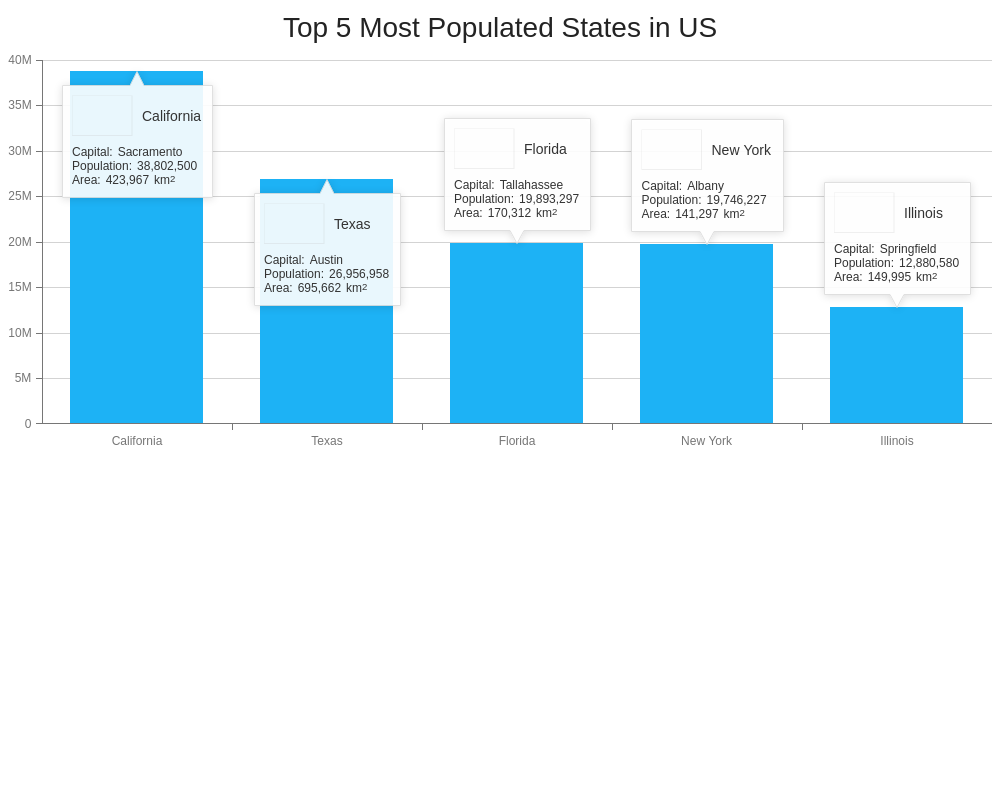 Top 5 Most Populated States in US
40M
35M
30M
25M
20M
15M
10M
5M
0
California
Capital: Sacramento
Population: 38,802,500
Area: 423,967 km²
Texas
Capital: Austin
Population: 26,956,958
Area: 695,662 km²
Florida
Capital: Tallahassee
Population: 19,893,297
Area: 170,312 km²
New York
Capital: Albany
Population: 19,746,227
Area: 141,297 km²
Illinois
Capital: Springfield
Population: 12,880,580
Area: 149,995 km²
California
Texas
Florida
New York
Illinois